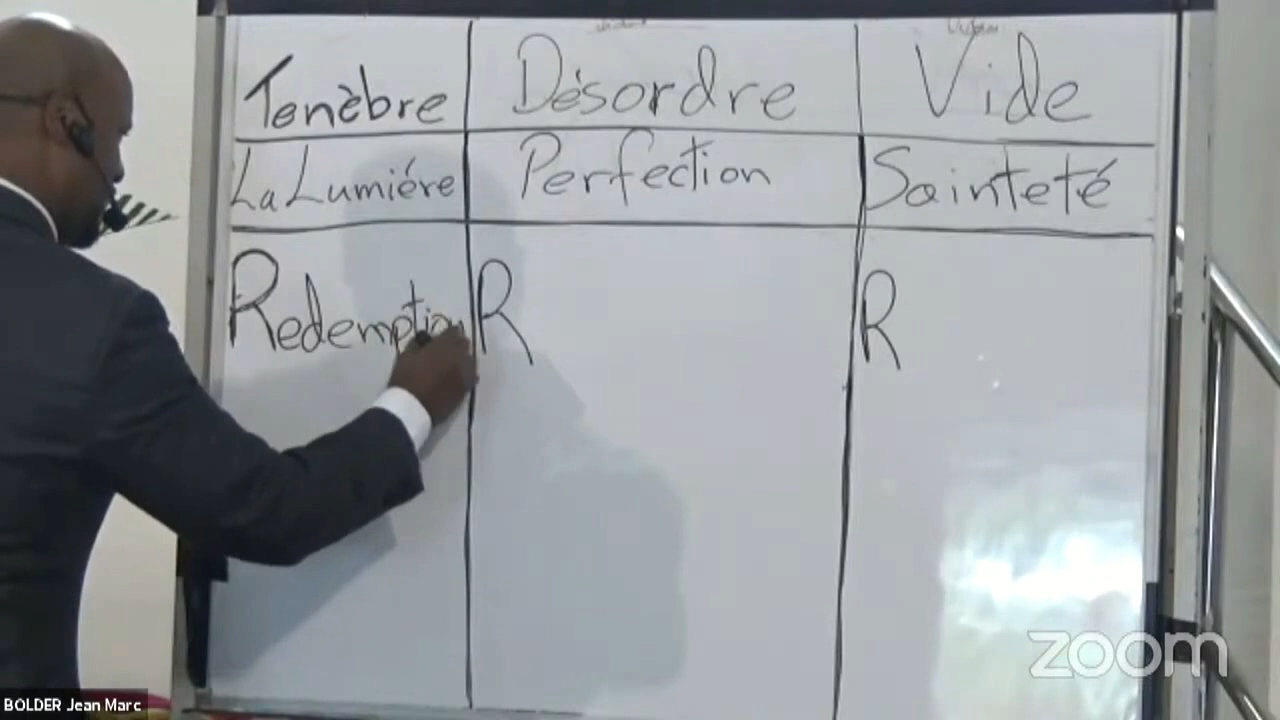 Tenèbre Désordre Vide
La Lumiére Perfection Sainteté
Redemption R R
zoom
BOLDER Jean Marc